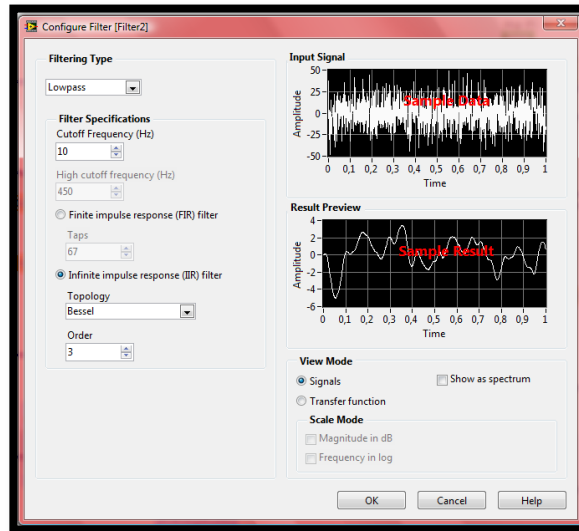 Configure Filter [Filter2]
x
Filtering Type
Lowpass
Filter Specifications
Cutoff Frequency (Hz)
10
High cutoff frequency (Hz)
450
Finite impulse response (FIR) filter
Taps
67
Infinite impulse response (IIR) filter
Topology
Bessel
Order
3
Input Signal
50
25
0
-25
-50
Amplitude
Sample Data
0 0,1 0,2 0,3 0,4 0,5 0,6 0,7 0,8 0,9 1
Time
Result Preview
4
2
0
-2
-4
-6
Amplitude
Sample Result
0 0,1 0,2 0,3 0,4 0,5 0,6 0,7 0,8 0,9 1
Time
View Mode
Signals Show as spectrum
Transfer function
Scale Mode
Magnitude in dB
Frequency in log
OK Cancel Help